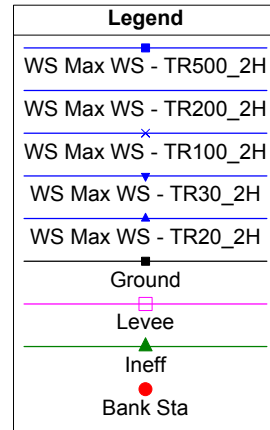 Legend
WS Max WS - TR500_2H
WS Max WS - TR200_2H
WS Max WS - TR100_2H
WS Max WS - TR30_2H
WS Max WS - TR20_2H
Ground
Levee
Ineff
Bank Sta